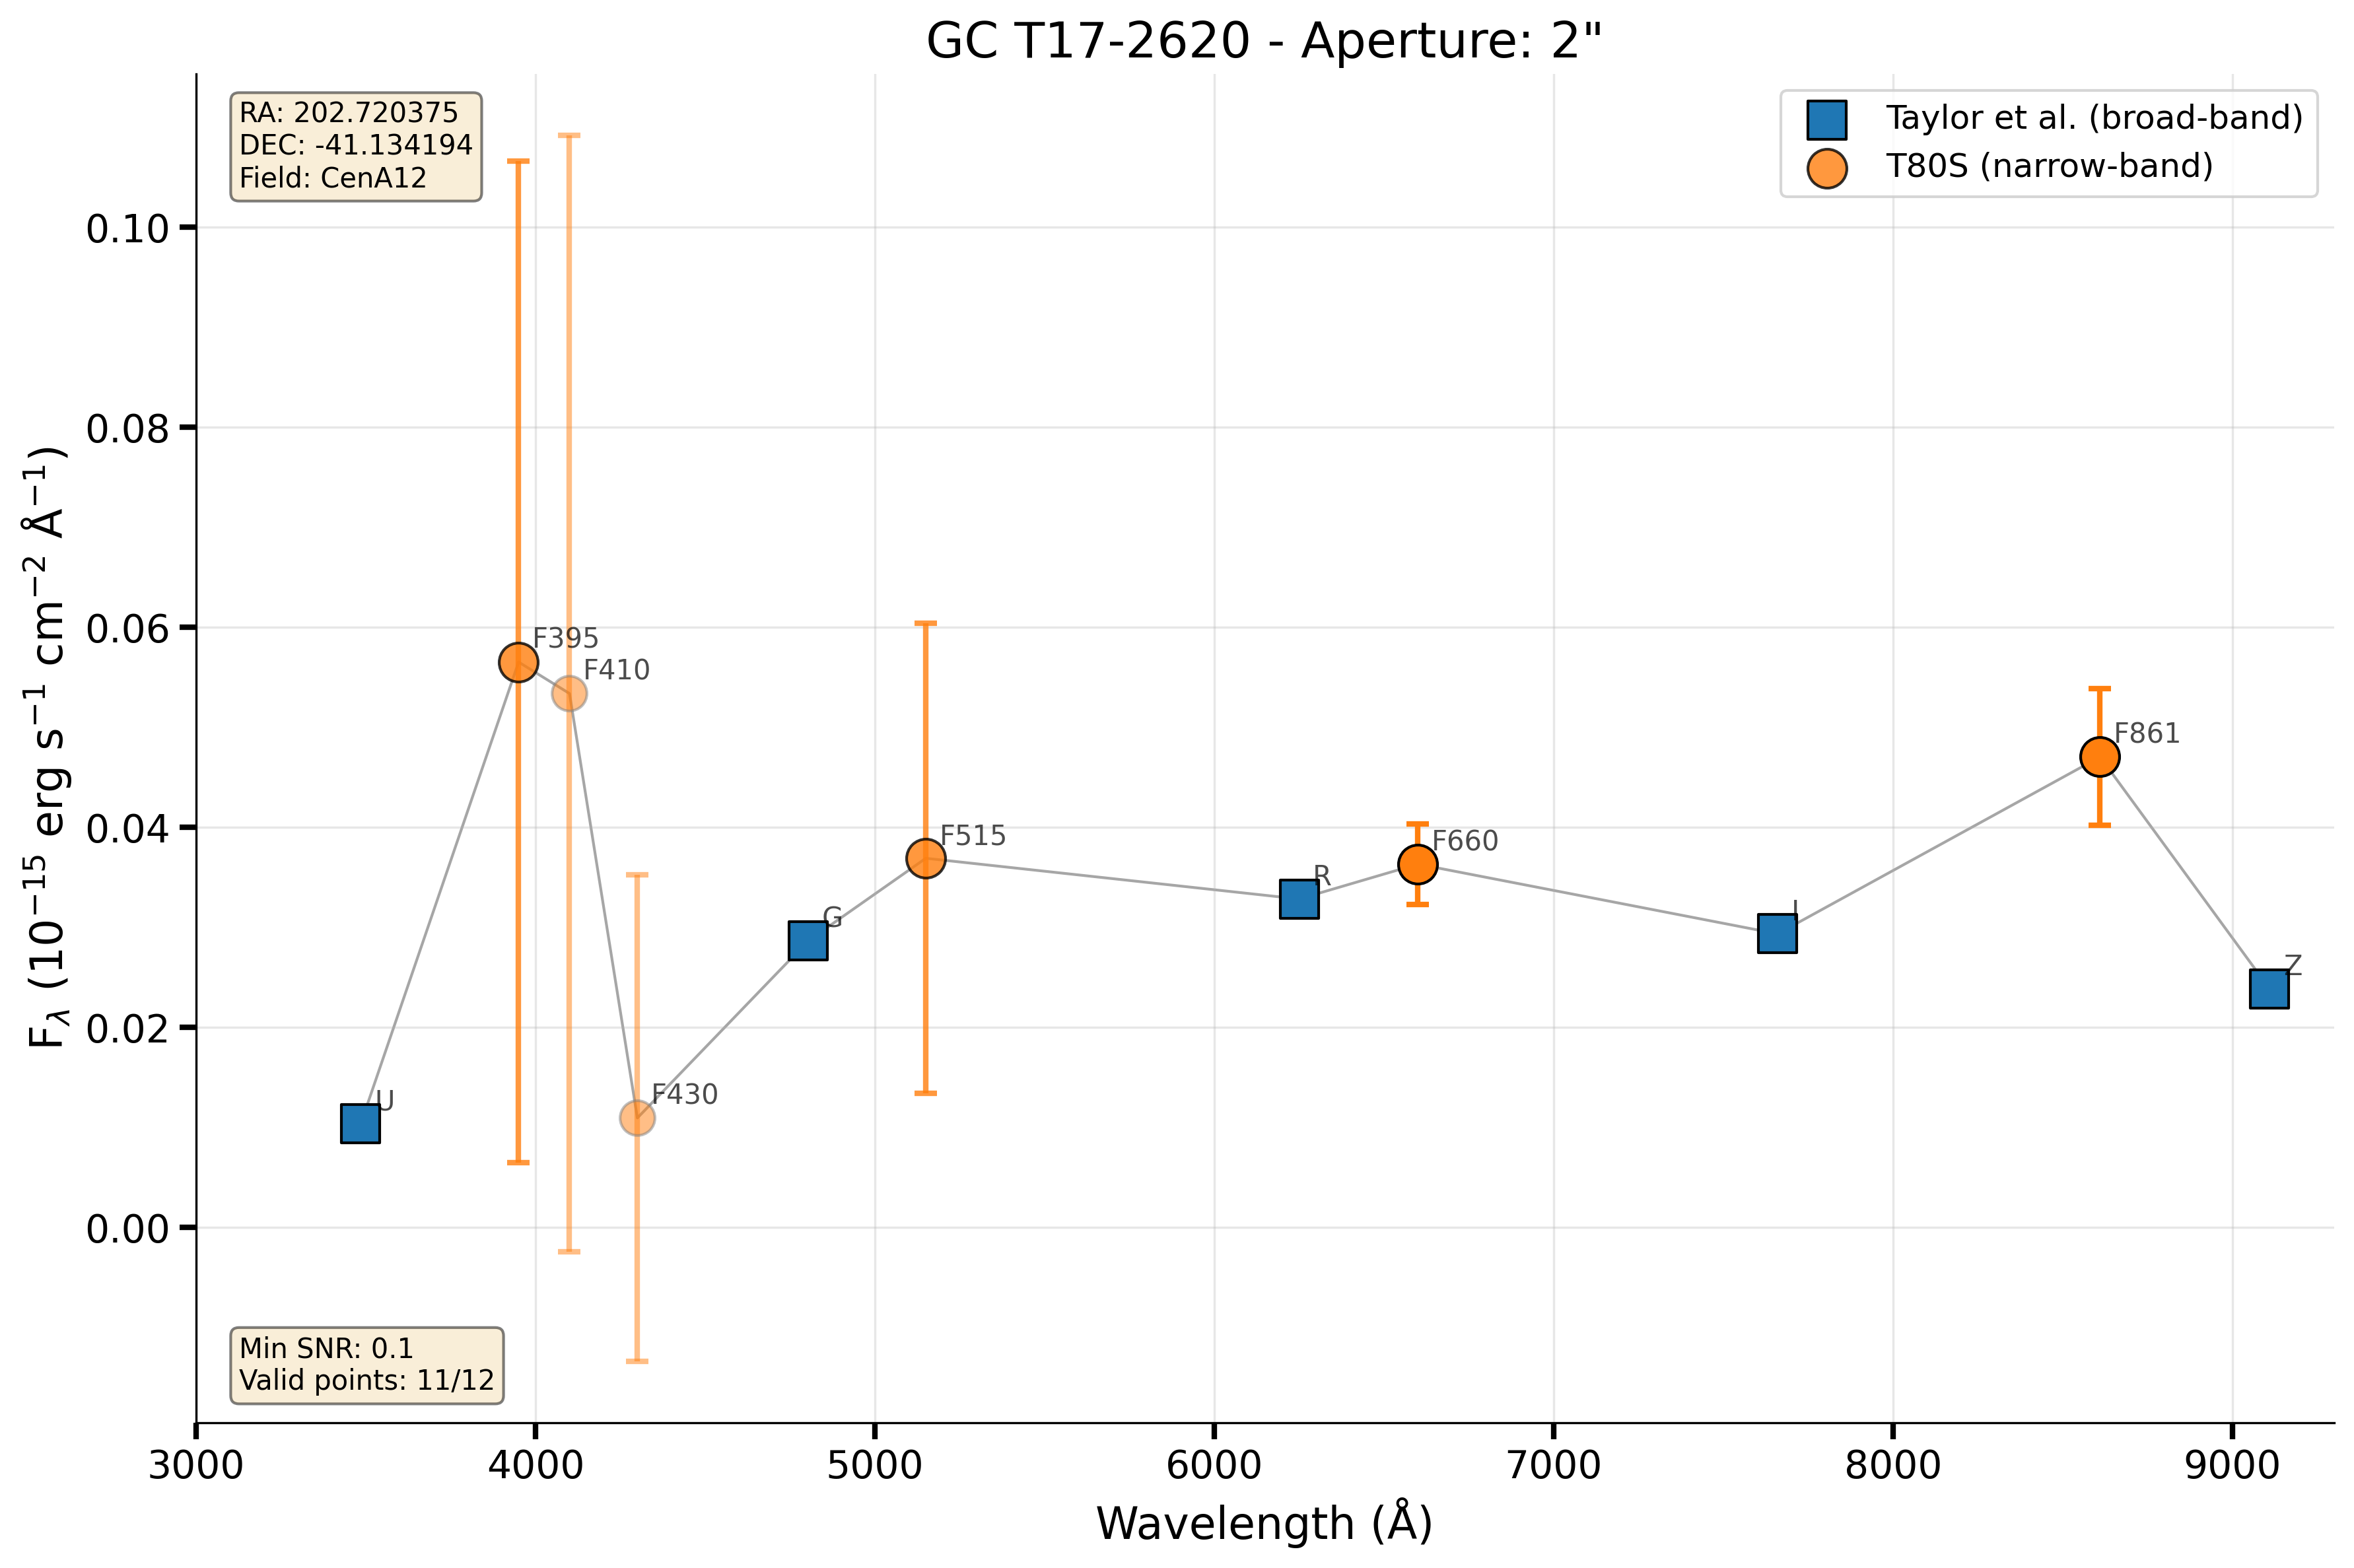 GC T17-2620 - Aperture: 2"
RA: 202.720375
DEC: -41.134194
Field: CenA12
Taylor et al. (broad-band)
T80S (narrow-band)
0.10
0.08
0.06
0.04
0.02
0.00
F_λ (10⁻¹⁵ erg s⁻¹ cm⁻² Å⁻¹)
F395
F410
F515
F861
F660
R
G
I
Z
U
F430
Min SNR: 0.1
Valid points: 11/12
3000 4000 5000 6000 7000 8000 9000
Wavelength (Å)